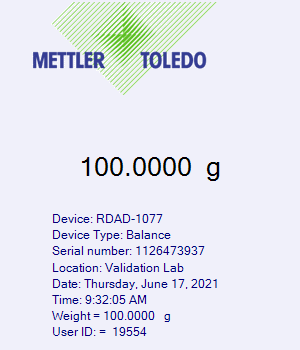 METTLER TOLEDO
100.0000 g
Device: RDAD-1077
Device Type: Balance
Serial number: 1126473937
Location: Validation Lab
Date: Thursday, June 17, 2021
Time: 9:32:05 AM
Weight = 100.0000 g
User ID: = 19554